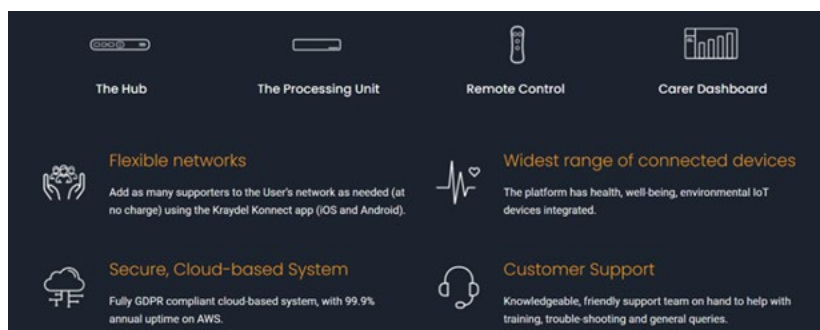 The Hub
The Processing Unit
Remote Control
Carer Dashboard
Flexible networks
Add as many supporters to the User's network as needed (at
no charge) using the Kraydel Konnect app (iOS and Android).
Widest range of connected devices
The platform has health, well-being, environmental IoT
devices integrated.
Secure, Cloud-based System
Fully GDPR compliant cloud-based system, with 99.9%
annual uptime on AWS.
Customer Support
Knowledgeable, friendly support team on hand to help with
training, trouble-shooting and general queries.